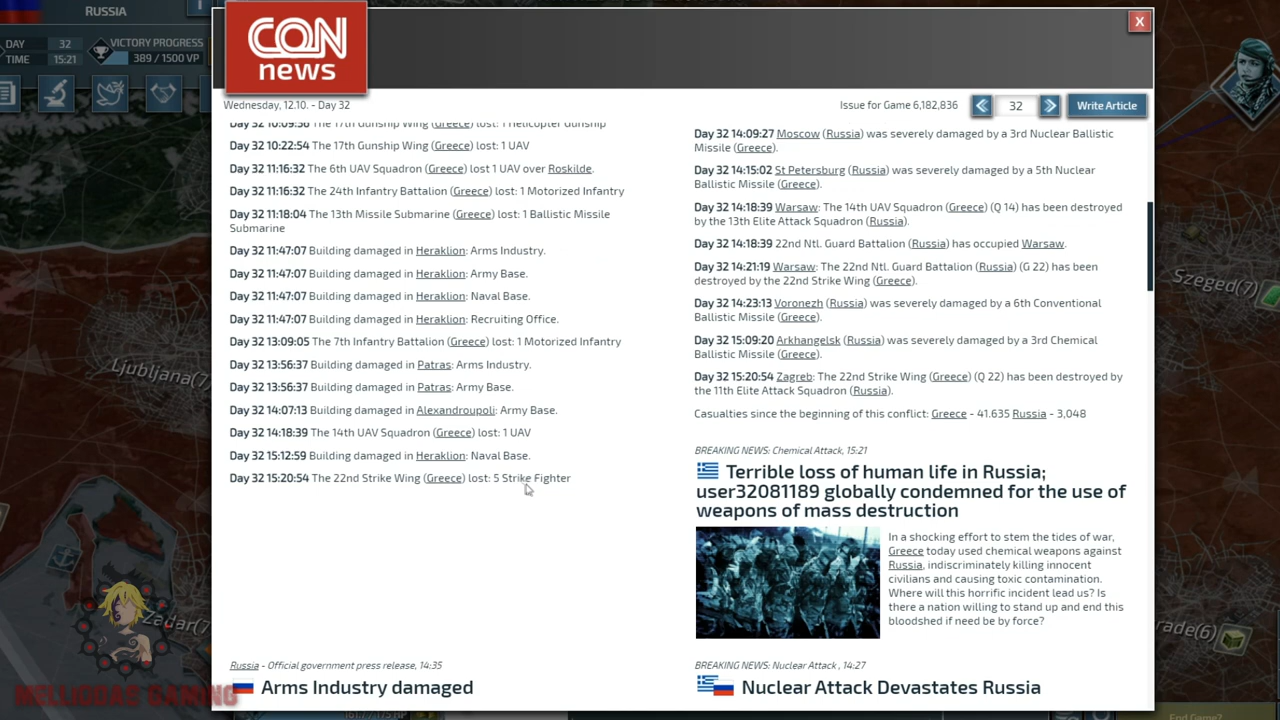 RUSSIA
DAY 32
TIME 15:21
VICTORY PROGRESS
389 / 1500 VP
CON
news
X
Wednesday, 12.10. - Day 32
Issue for Game 6,182,836
32
Write Article
Day 32 10:09:36 The 17th Gunship Wing (Greece) lost: 1 Helicopter Gunship
Day 32 10:22:54 The 17th Gunship Wing (Greece) lost: 1 UAV
Day 32 11:16:32 The 6th UAV Squadron (Greece) lost 1 UAV over Roskilde.
Day 32 11:16:32 The 24th Infantry Battalion (Greece) lost: 1 Motorized Infantry
Day 32 11:18:04 The 13th Missile Submarine (Greece) lost: 1 Ballistic Missile
Submarine
Day 32 11:47:07 Building damaged in Heraklion: Arms Industry.
Day 32 11:47:07 Building damaged in Heraklion: Army Base.
Day 32 11:47:07 Building damaged in Heraklion: Naval Base.
Day 32 11:47:07 Building damaged in Heraklion: Recruiting Office.
Day 32 13:09:05 The 7th Infantry Battalion (Greece) lost: 1 Motorized Infantry
Day 32 13:56:37 Building damaged in Patras: Arms Industry.
Day 32 13:56:37 Building damaged in Patras: Army Base.
Day 32 14:07:13 Building damaged in Alexandroupoli: Army Base.
Day 32 14:18:39 The 14th UAV Squadron (Greece) lost: 1 UAV
Day 32 15:12:59 Building damaged in Heraklion: Naval Base.
Day 32 15:20:54 The 22nd Strike Wing (Greece) lost: 5 Strike Fighter
Russia - Official government press release, 14:35
Arms Industry damaged
Day 32 14:09:27 Moscow (Russia) was severely damaged by a 3rd Nuclear Ballistic
Missile (Greece).
Day 32 14:15:02 St Petersburg (Russia) was severely damaged by a 5th Nuclear
Ballistic Missile (Greece).
Day 32 14:18:39 Warsaw: The 14th UAV Squadron (Greece) (Q 14) has been destroyed
by the 13th Elite Attack Squadron (Russia).
Day 32 14:18:39 22nd Ntl. Guard Battalion (Russia) has occupied Warsaw.
Day 32 14:21:19 Warsaw: The 22nd Ntl. Guard Battalion (Russia) (G 22) has been
destroyed by the 22nd Strike Wing (Greece).
Day 32 14:23:13 Voronezh (Russia) was severely damaged by a 6th Conventional
Ballistic Missile (Greece).
Day 32 15:09:20 Arkhangelsk (Russia) was severely damaged by a 3rd Chemical
Ballistic Missile (Greece).
Day 32 15:20:54 Zagreb: The 22nd Strike Wing (Greece) (Q 22) has been destroyed by
the 11th Elite Attack Squadron (Russia).
Casualties since the beginning of this conflict: Greece - 41.635 Russia - 3,048
BREAKING NEWS: Chemical Attack, 15:21
Terrible loss of human life in Russia;
user32081189 globally condemned for the use of
weapons of mass destruction
In a shocking effort to stem the tides of war,
Greece today used chemical weapons against
Russia, indiscriminately killing innocent
civilians and causing toxic contamination.
Where will this horrific incident lead us? Is
there a nation willing to stand up and end this
bloodshed if need be by force?
BREAKING NEWS: Nuclear Attack , 14:27
Nuclear Attack Devastates Russia
Ljubljana(7)
Zadar(7
Szeged(7)
rade(6)
MELLIODAS GAMING
End Game?